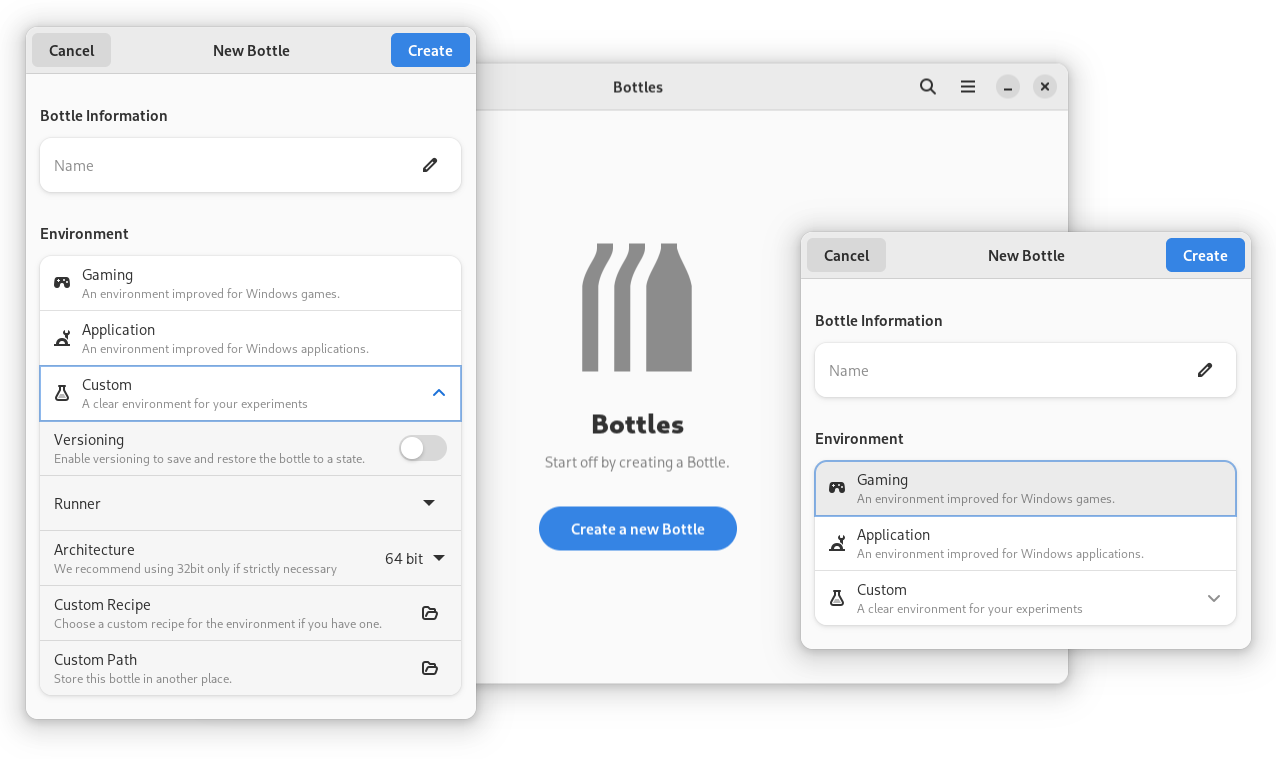 Cancel
New Bottle
Create
Bottle Information
Name
Environment
Gaming
An environment improved for Windows games.
Application
An environment improved for Windows applications.
Custom
A clear environment for your experiments
Versioning
Enable versioning to save and restore the bottle to a state.
Runner
Architecture
We recommend using 32bit only if strictly necessary
64 bit
Custom Recipe
Choose a custom recipe for the environment if you have one.
Custom Path
Store this bottle in another place.
Bottles
Bottles
Start off by creating a Bottle.
Create a new Bottle
Cancel
New Bottle
Create
Bottle Information
Name
Environment
Gaming
An environment improved for Windows games.
Application
An environment improved for Windows applications.
Custom
A clear environment for your experiments